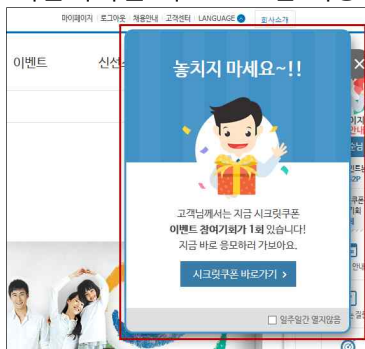 마이페이지 로그아웃 채용안내 고객센터 LANGUAGE 회사소개
이벤트 신선
놓치지 마세요~!!
고객님께서는 지금 시크릿쿠폰
이벤트 참여기회가 1회 있습니다!
지금 바로 응모하러 가보아요.
시크릿쿠폰 바로가기 >
일주일간 열지않음